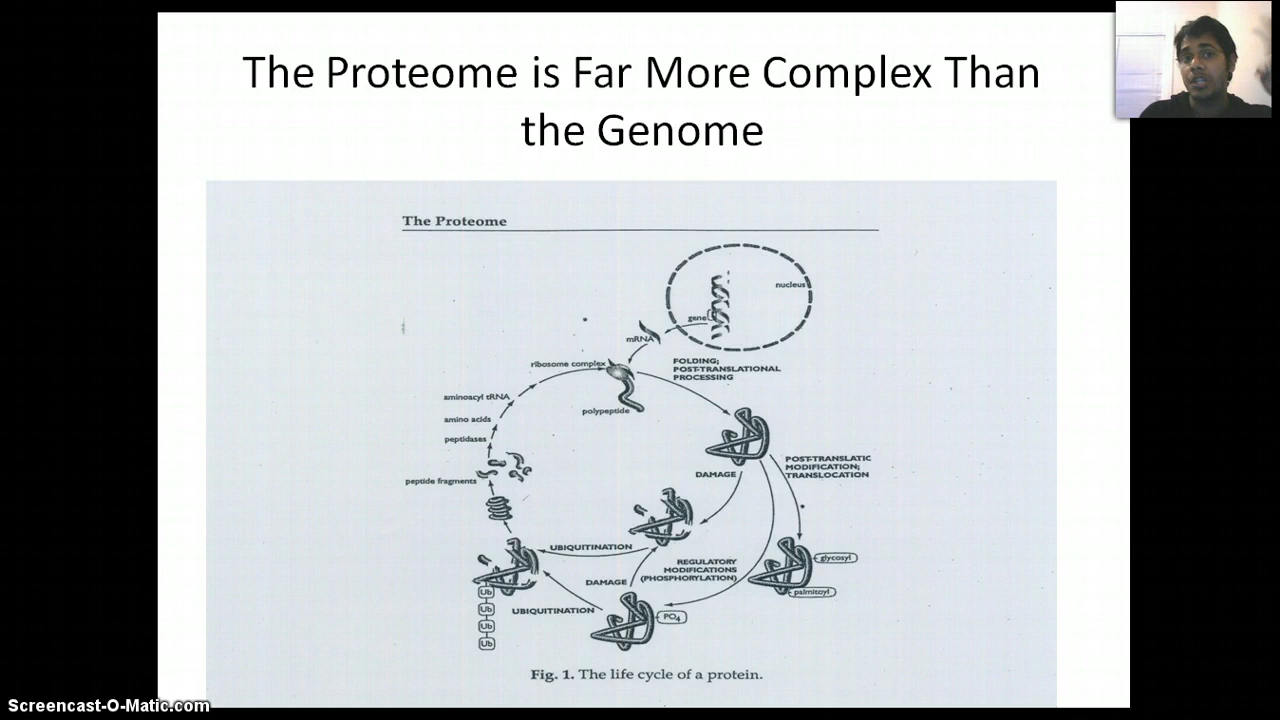 The Proteome is Far More Complex Than
the Genome
The Proteome
nucleus
gene
mRNA
ribosome complex
FOLDING;
POST-TRANSLATIONAL
PROCESSING
aminoacyl tRNA
polypeptide
amino acids
peptidases
peptide fragments
DAMAGE
POST-TRANSLATIC
MODIFICATION;
TRANSLOCATION
UBIQUITINATION
REGULATORY
MODIFICATIONS
(PHOSPHORYLATION)
glycosyl
palmitoyl
DAMAGE
UBIQUITINATION
PO4
Ub
Ub
Ub
Ub
Fig. 1. The life cycle of a protein.
Screencast-O-Matic.com